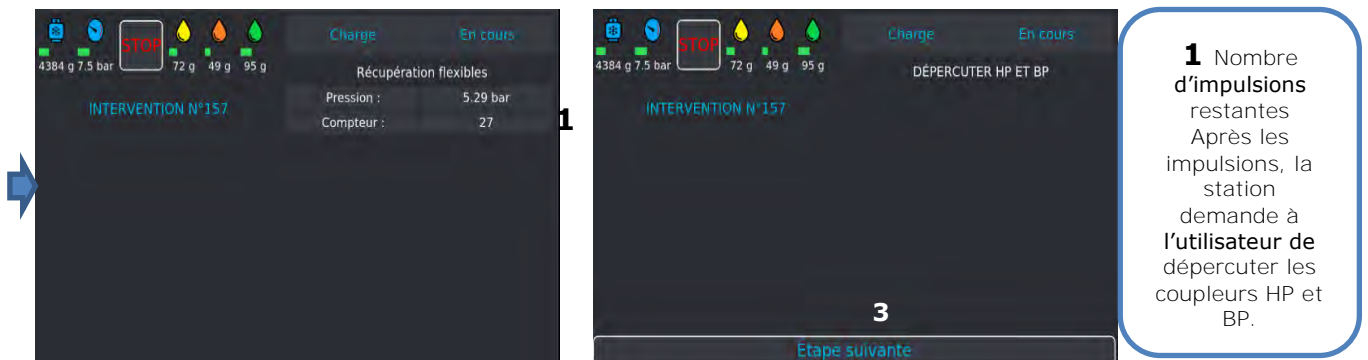 STOP
Charge En cours
4384 g 7.5 bar 72 g 49 g 95 g
Récupération flexibles
INTERVENTION N°157
Pression : 5.29 bar
Compteur : 27
1
STOP
Charge En cours
4384 g 7.5 bar 72 g 49 g 95 g
DÉPERCUTER HP ET BP
INTERVENTION N°157
3
Etape suivante
1 Nombre
d’impulsions
restantes
Après les
impulsions, la
station
demande à
l’utilisateur de
dépercuter les
coupleurs HP et
BP.